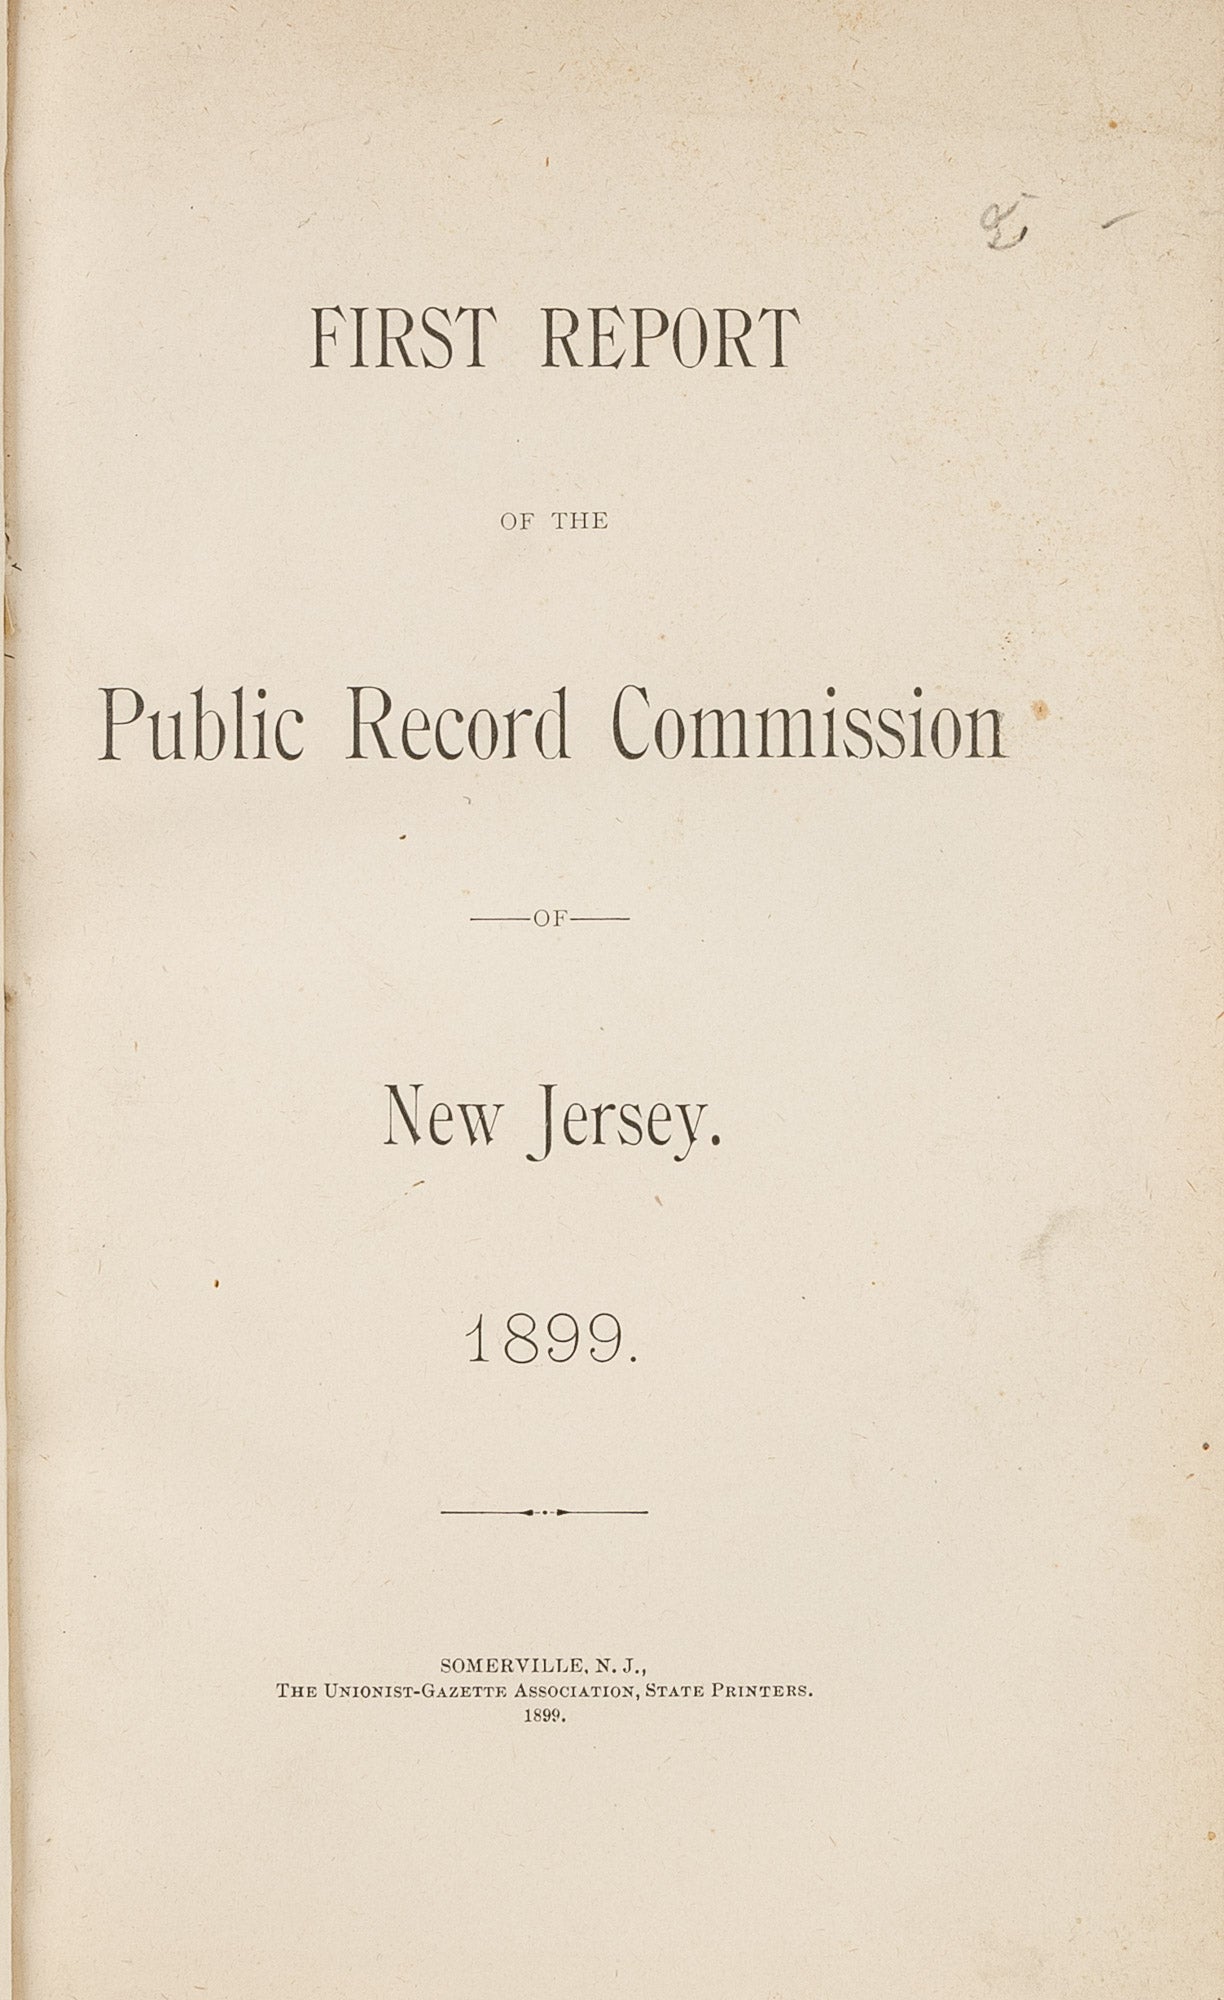 FIRST REPORT
OF THE
Public Record Commission
OF
New Jersey.
1899.
SOMERVILLE, N. J.,
THE UNIONIST-GAZETTE ASSOCIATION, STATE PRINTERS.
1899.